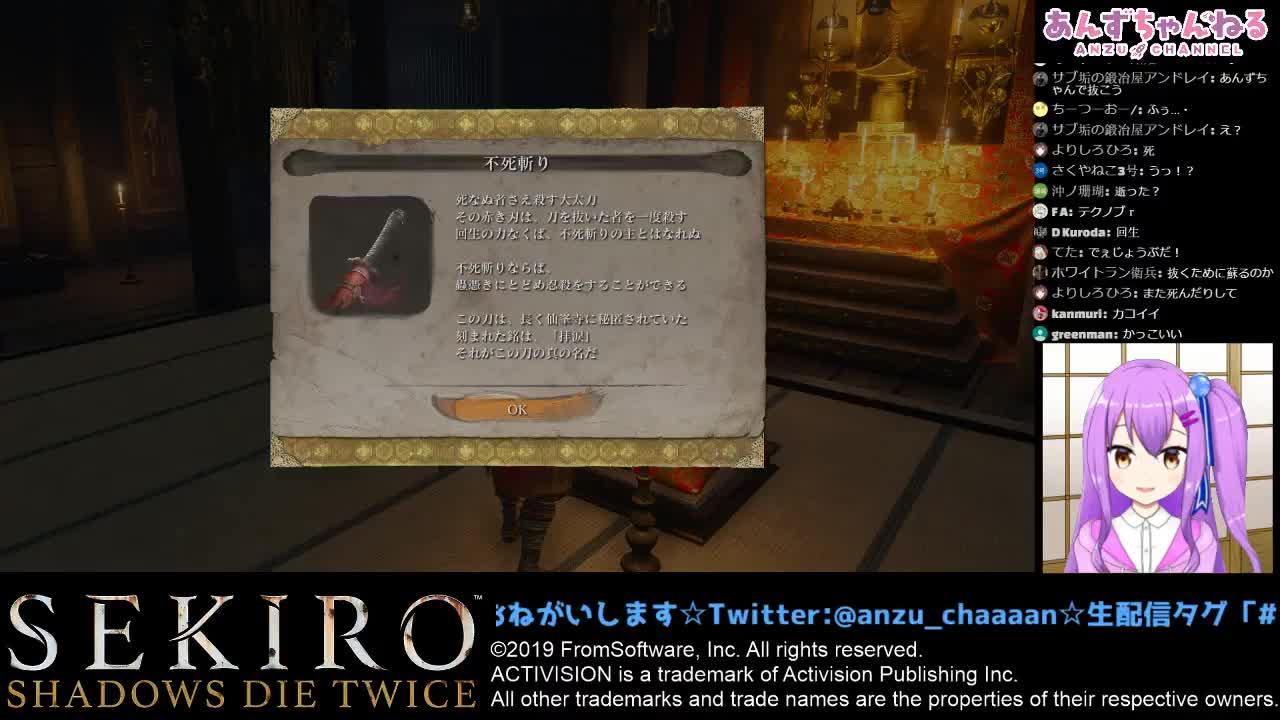 不死斬り
死なぬ者さえ殺す大太刀
その赤き刃は、刀を抜いた者を一度殺す
回生の力なくば、不死斬りの主とはなれぬ
不死斬りならば、
蟲憑きにとどめ忍殺をすることができる
この刀は、長く仙峯寺に秘匿されていた
刻まれた銘は、「拝涙」
それがこの刀の真の名だ
OK
あんずちゃんねる
ANZU CHANNEL
サブ垢の鍛冶屋アンドレイ: あんずち
ゃんで抜こう
ちーつーおー/: ふぅ…・
サブ垢の鍛冶屋アンドレイ: え?
よりしろひろ: 死
さくやねこ3号: うっ!?
沖ノ珊瑚: 逝った?
F A: テクノブr
D Kuroda: 回生
てた: でぇじょうぶだ!
ホワイトラン衛兵: 抜くために蘇るのか
よりしろひろ: また死んだりして
kanmuri: カコイイ
greenman: かっこいい
SEKIRO™
SHADOWS DIE TWICE
ねがいします☆Twitter:@anzu_chaaaan☆生配信タグ「#
©2019 FromSoftware, Inc. All rights reserved.
ACTIVISION is a trademark of Activision Publishing Inc.
All other trademarks and trade names are the properties of their respective owners.